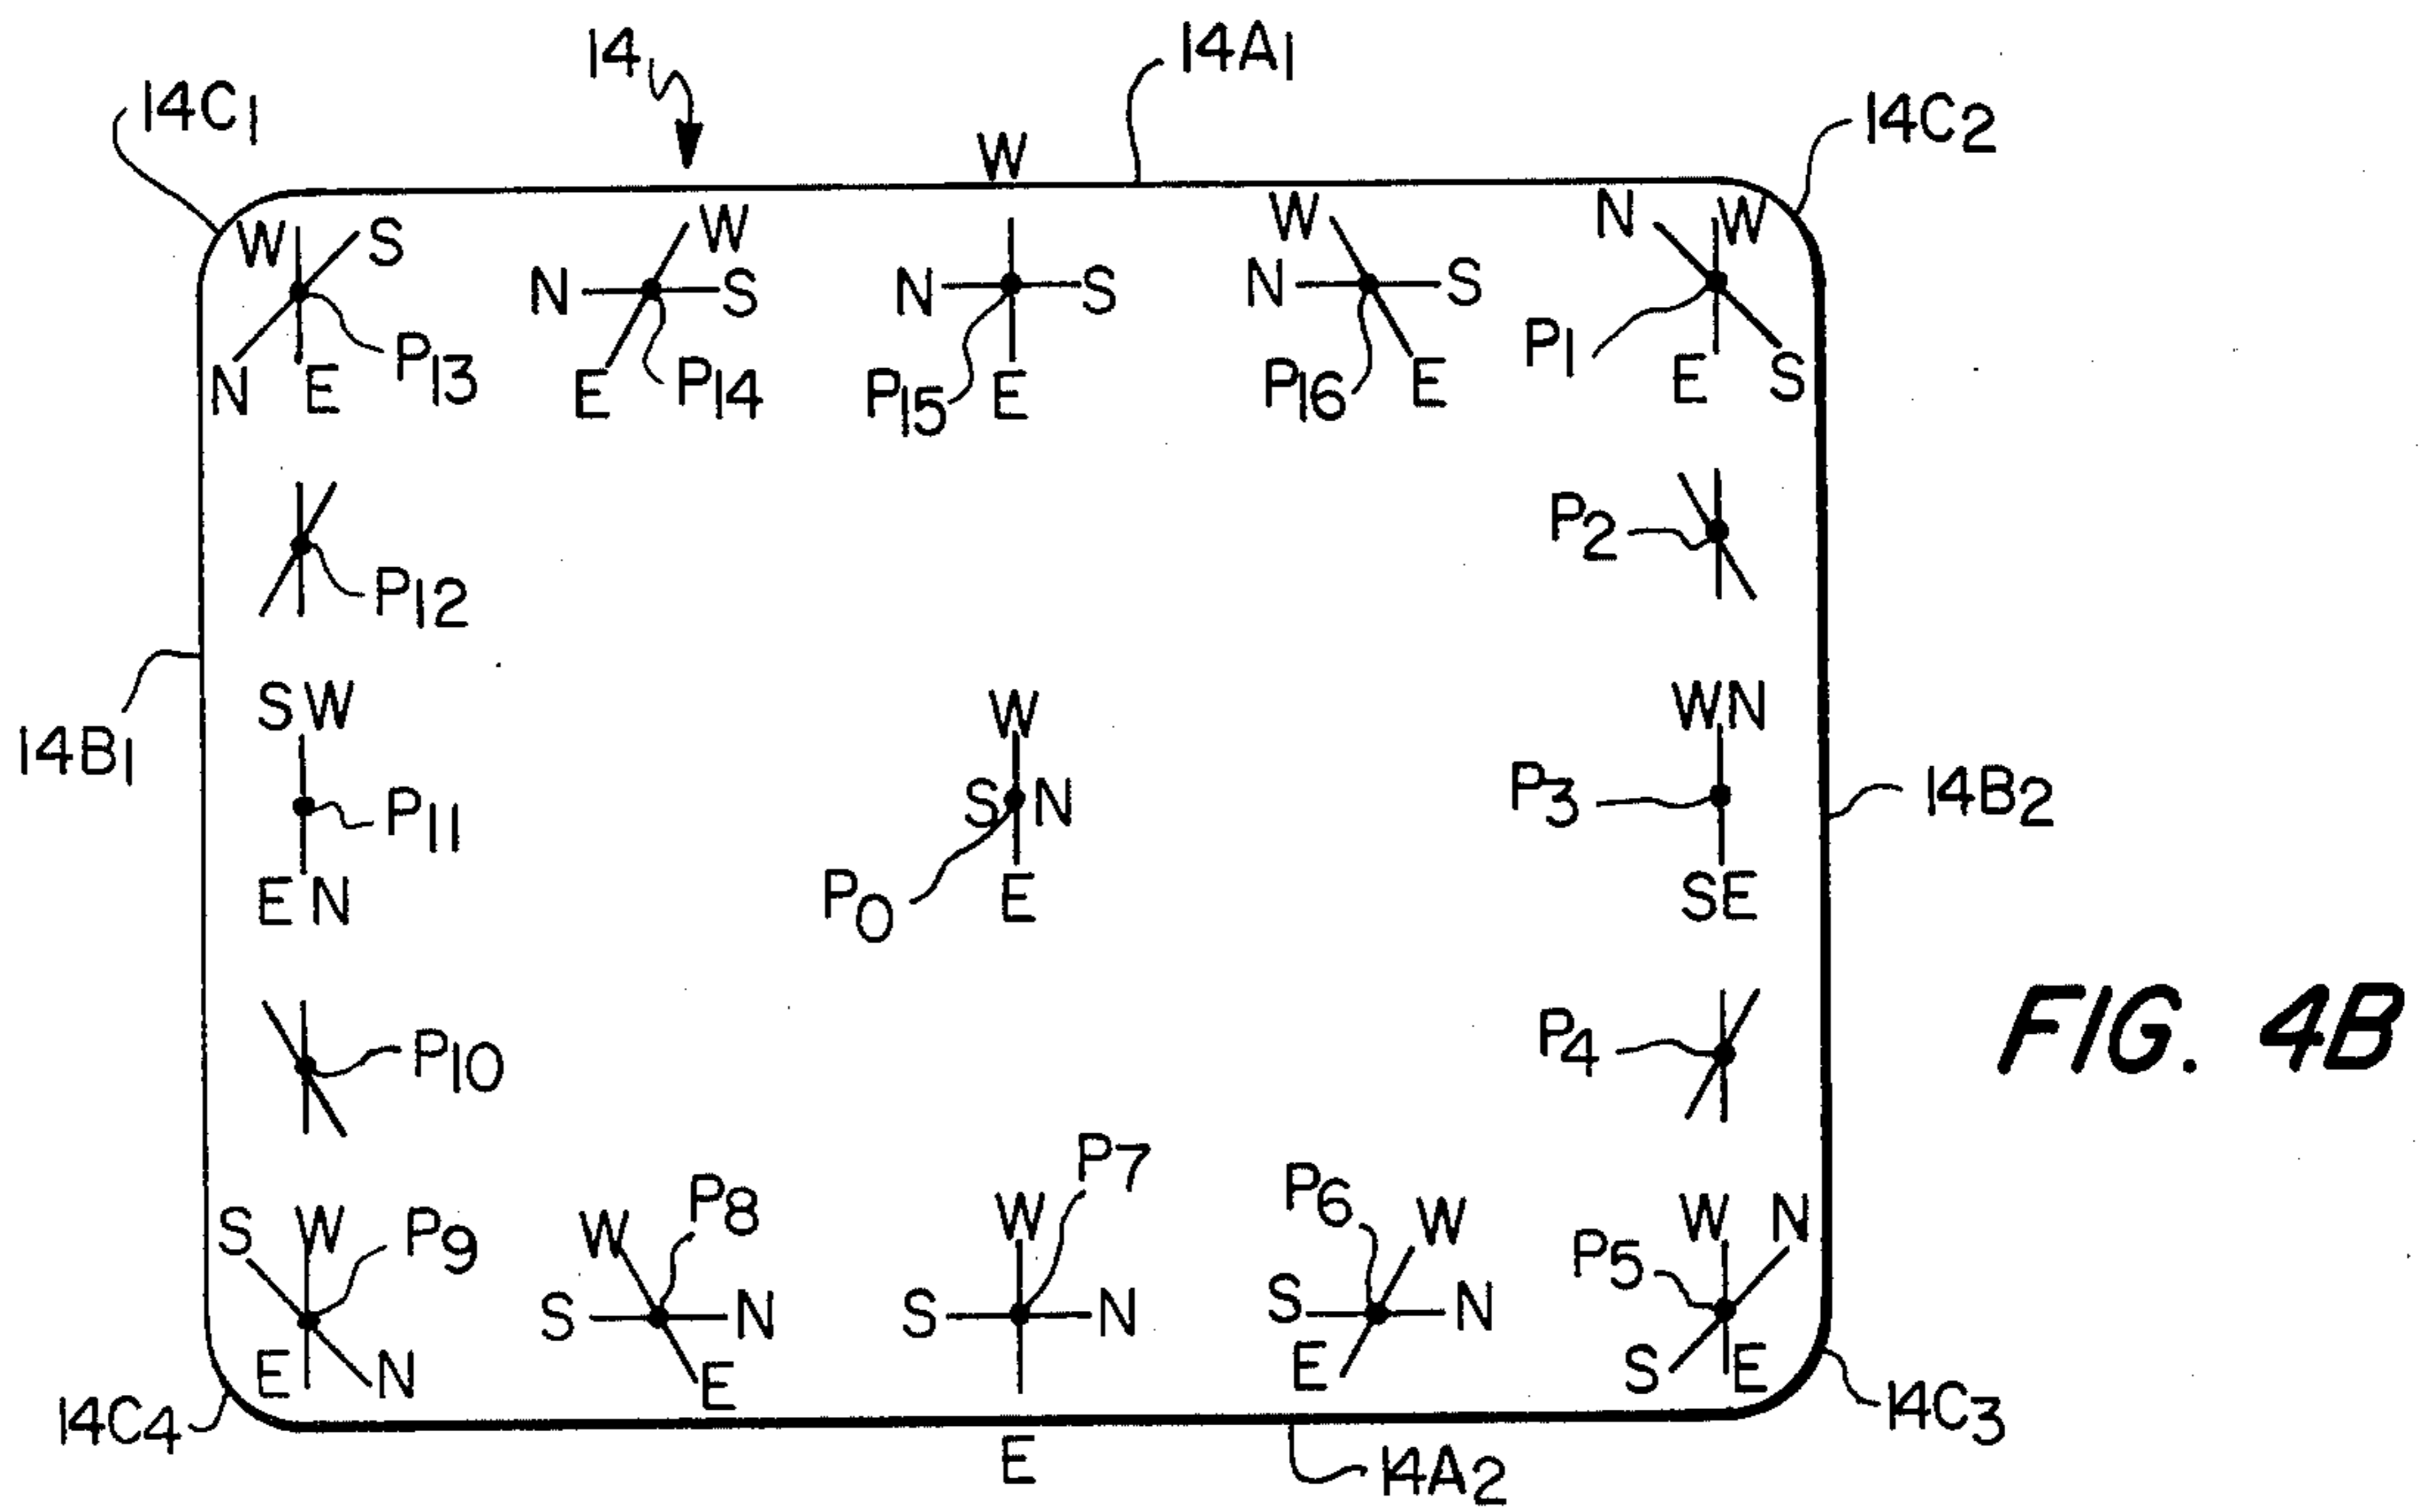 14 14A1
14C1 14C2
W
W S W W N W
N S N S N S P1
N E P13 E P14 P15 E P16 E E S
P12 P2
SW WN
14B1 P11 W P3 14B2
S N
EN P0 E SE
P10 P4 FIG. 4B
P7
S W P9 W P8 W P6 W W N
S N S N S N P5
E N E E S E
14C4 14C3
E 14A2